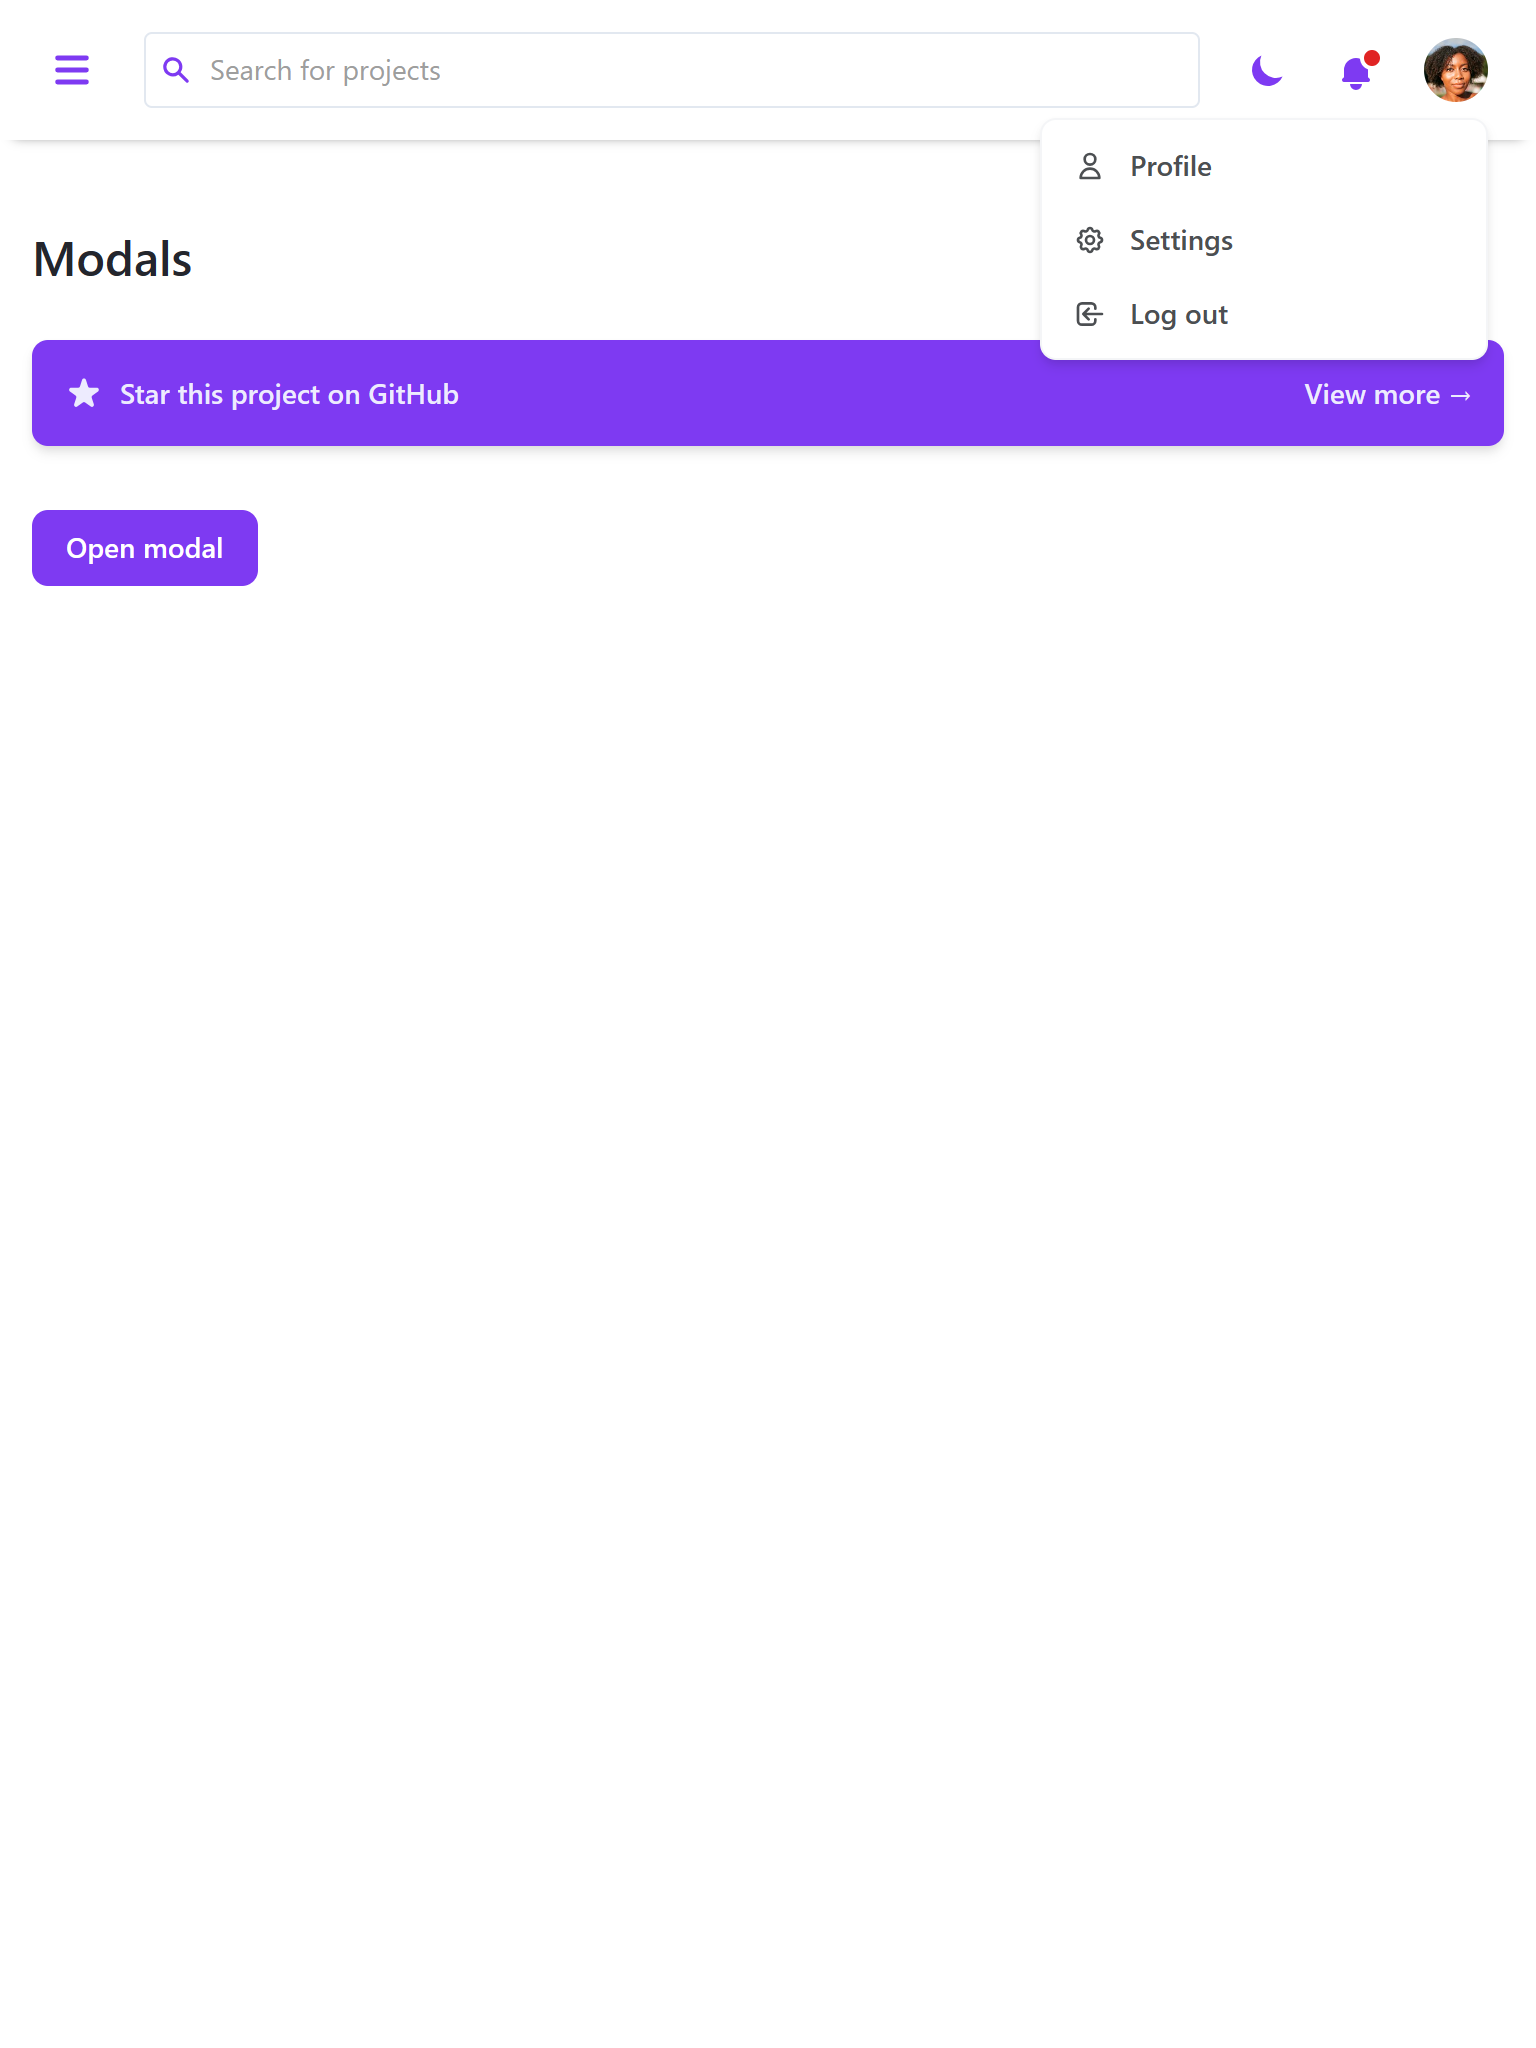 Search for projects
Profile
Settings
Log out
Modals
Star this project on GitHub
View more →
Open modal